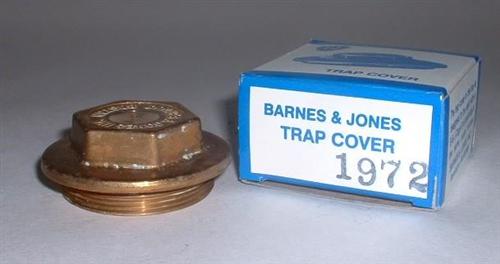 TRAP COVER
BARNES & JONES
TRAP COVER
1972